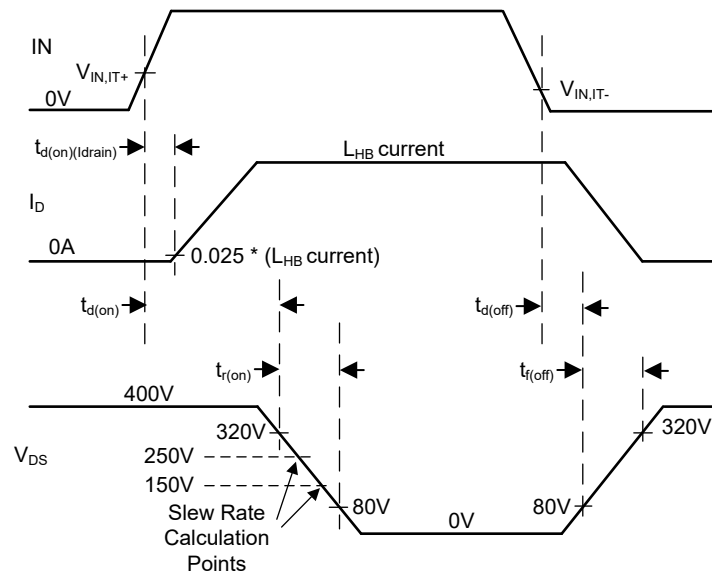 IN
V_IN,IT+
0V
V_IN,IT-
t_d(on)(Idrain)
L_HB current
I_D
0A
0.025 * (L_HB current)
t_d(on)
t_d(off)
t_r(on)
t_f(off)
400V
320V
320V
V_DS
250V
150V
80V
0V
80V
Slew Rate
Calculation
Points